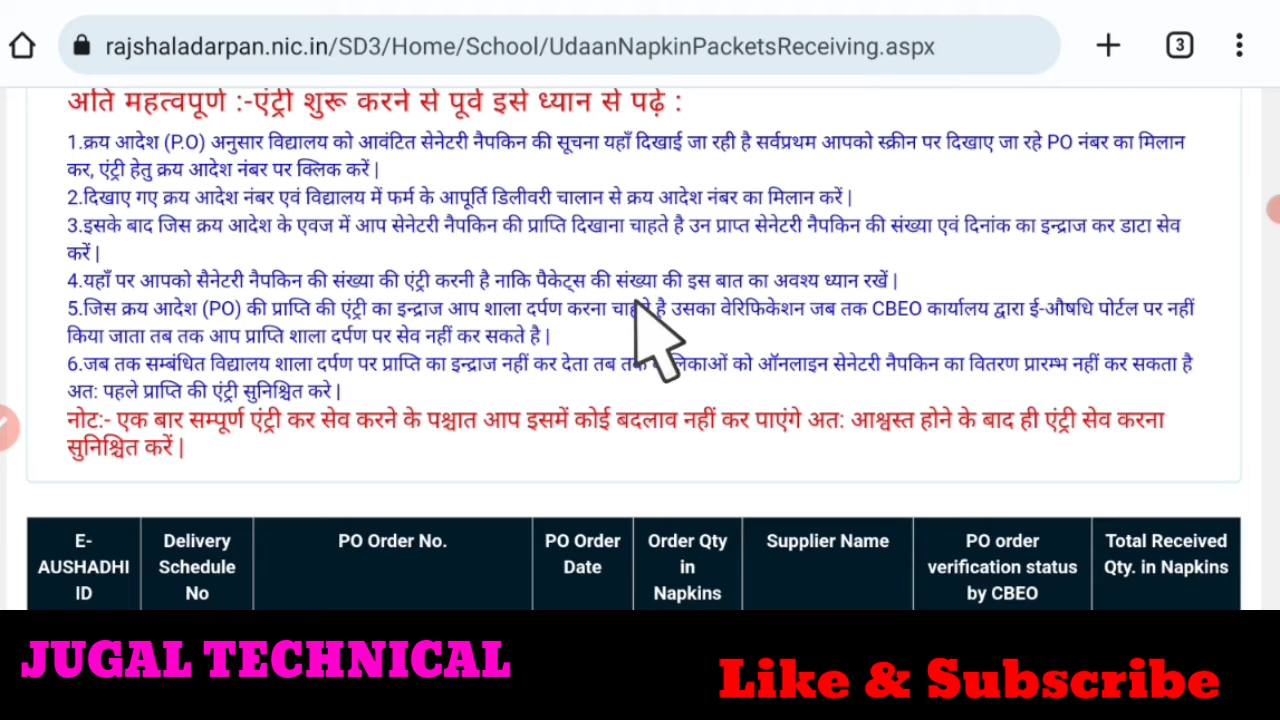 rajshaladarpan.nic.in/SD3/Home/School/UdaanNapkinPacketsReceiving.aspx
3
अति महत्वपूर्ण :-एंट्री शुरू करने से पूर्व इसे ध्यान से पढ़े :
1.क्रय आदेश (P.O) अनुसार विद्यालय को आवंटित सेनेटरी नैपकिन की सूचना यहाँ दिखाई जा रही है सर्वप्रथम आपको स्क्रीन पर दिखाए जा रहे PO नंबर का मिलान
कर, एंट्री हेतु क्रय आदेश नंबर पर क्लिक करें |
2.दिखाए गए क्रय आदेश नंबर एवं विद्यालय में फर्म के आपूर्ति डिलीवरी चालान से क्रय आदेश नंबर का मिलान करें |
3.इसके बाद जिस क्रय आदेश के एवज में आप सेनेटरी नैपकिन की प्राप्ति दिखाना चाहते है उन प्राप्त सेनेटरी नैपकिन की संख्या एवं दिनांक का इन्द्राज कर डाटा सेव
करें |
4.यहाँ पर आपको सैनेटरी नैपकिन की संख्या की एंट्री करनी है नाकि पैकेट्स की संख्या की इस बात का अवश्य ध्यान रखें |
5.जिस क्रय आदेश (PO) की प्राप्ति की एंट्री का इन्द्राज आप शाला दर्पण करना चाहते है उसका वेरिफिकेशन जब तक CBEO कार्यालय द्वारा ई-औषधि पोर्टल पर नहीं
किया जाता तब तक आप प्राप्ति शाला दर्पण पर सेव नहीं कर सकते है |
6.जब तक सम्बंधित विद्यालय शाला दर्पण पर प्राप्ति का इन्द्राज नहीं कर देता तब को ऑनलाइन सेनेटरी नैपकिन का वितरण प्रारम्भ नहीं कर सकता है
अत: पहले प्राप्ति की एंट्री सुनिश्चित करे |
नोट:- एक बार सम्पूर्ण एंट्री कर सेव करने के पश्चात आप इसमें कोई बदलाव नहीं कर पाएंगे अत: आश्वस्त होने के बाद ही एंट्री सेव करना
सुनिश्चित करें |
E-AUSHADHI ID
Delivery Schedule No
PO Order No.
PO Order Date
Order Qty in Napkins
Supplier Name
PO order verification status by CBEO
Total Received Qty. in Napkins
JUGAL TECHNICAL
Like & Subscribe